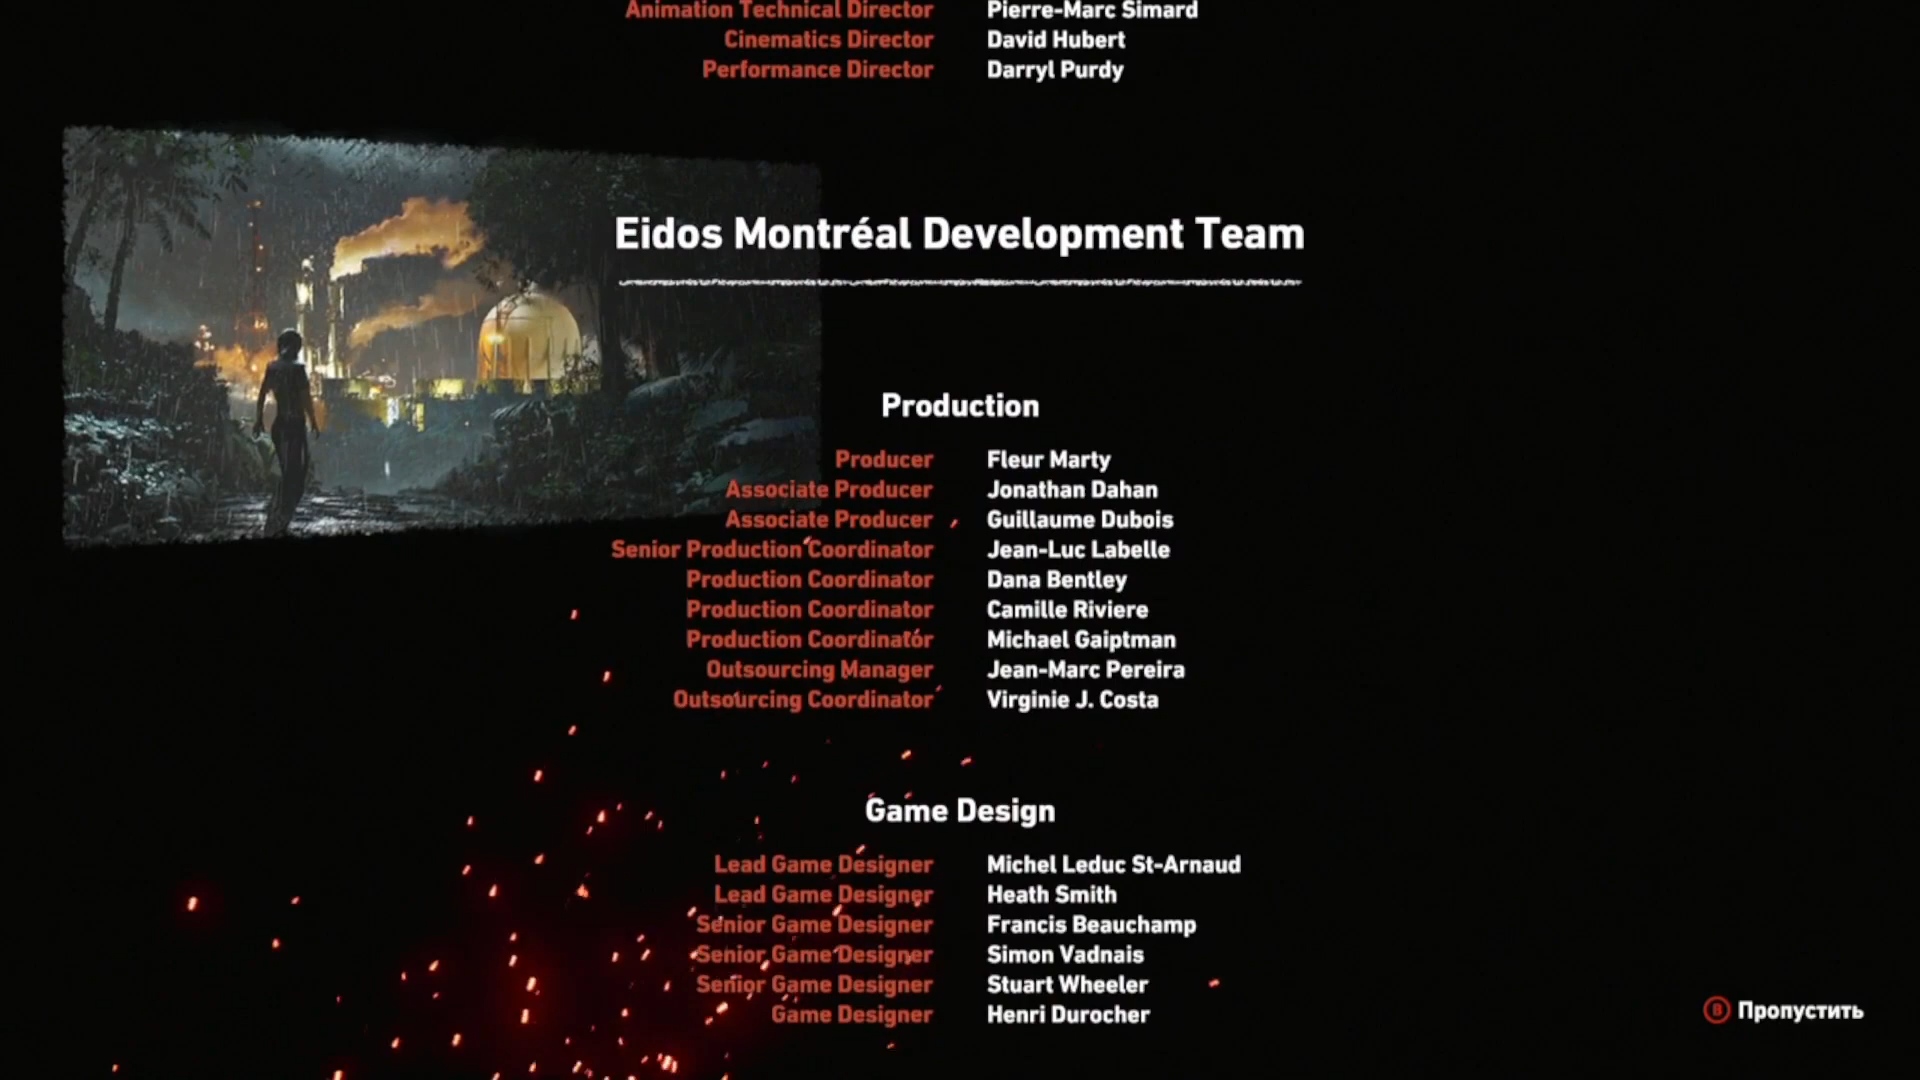 Animation Technical Director Pierre-Marc Simard
Cinematics Director David Hubert
Performance Director Darryl Purdy
Eidos Montréal Development Team
Production
Producer Fleur Marty
Associate Producer Jonathan Dahan
Associate Producer Guillaume Dubois
Senior Production Coordinator Jean-Luc Labelle
Production Coordinator Dana Bentley
Production Coordinator Camille Riviere
Production Coordinator Michael Gaiptman
Outsourcing Manager Jean-Marc Pereira
Outsourcing Coordinator Virginie J. Costa
Game Design
Lead Game Designer Michel Leduc St-Arnaud
Lead Game Designer Heath Smith
Senior Game Designer Francis Beauchamp
Senior Game Designer Simon Vadnais
Senior Game Designer Stuart Wheeler
Game Designer Henri Durocher
B Пропустить